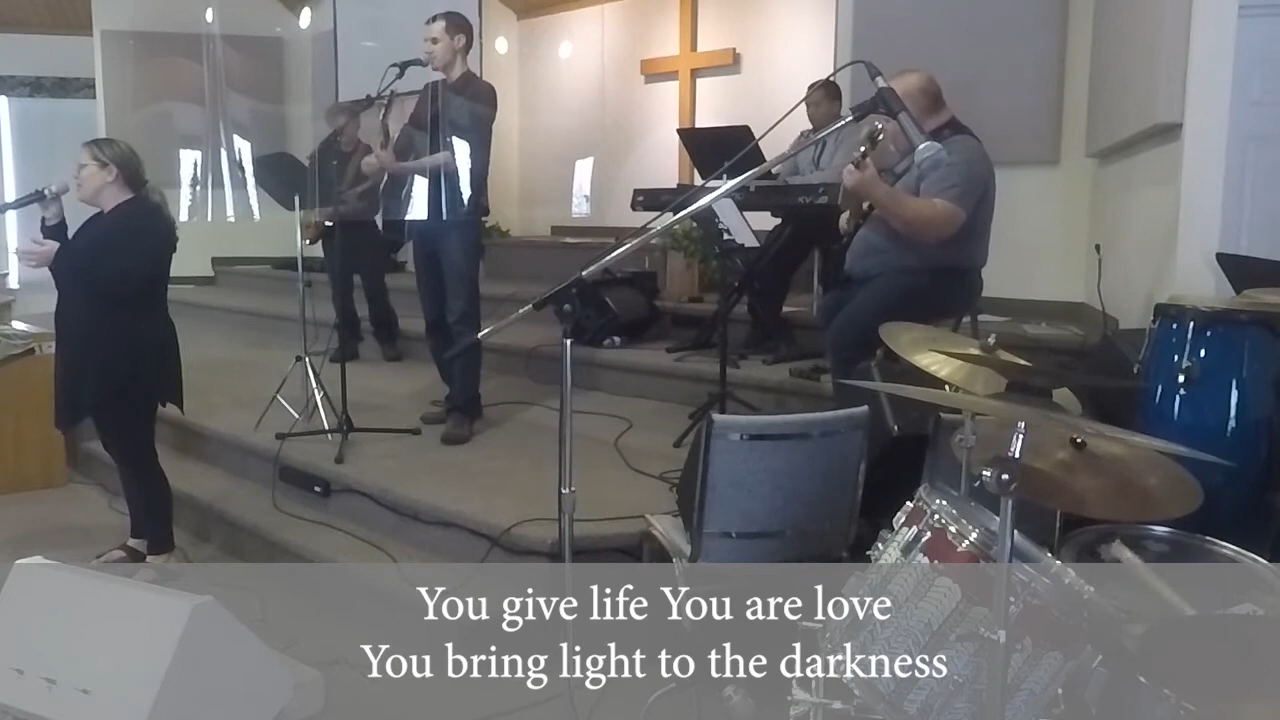 You give life You are love
You bring light to the darkness